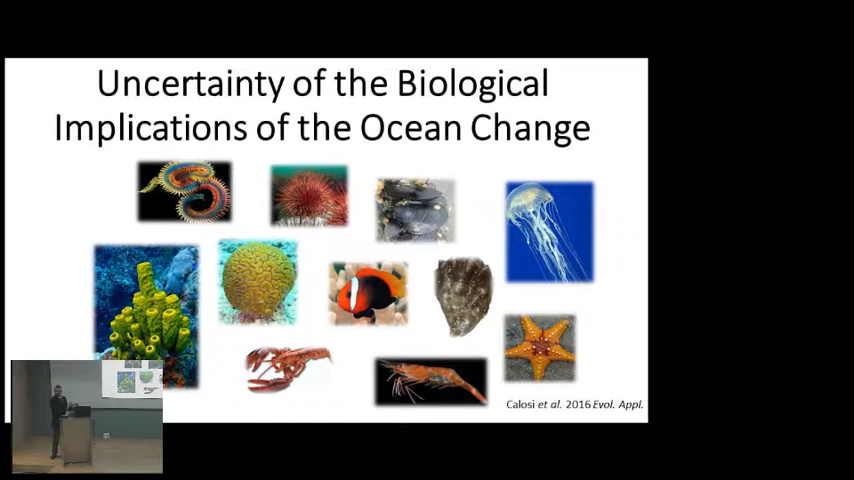 Uncertainty of the Biological
Implications of the Ocean Change
Calosi et al. 2016 Evol. Appl.